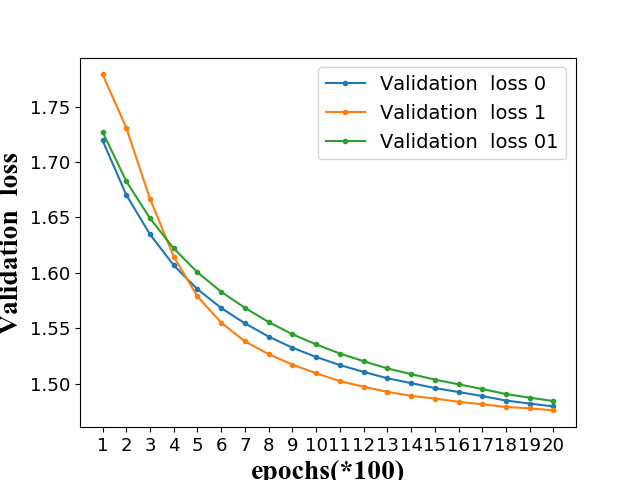 Validation loss 0
Validation loss 1
Validation loss 01
Validation loss
1.75
1.70
1.65
1.60
1.55
1.50
1 2 3 4 5 6 7 8 9 10 11 12 13 14 15 16 17 18 19 20
epochs(*100)